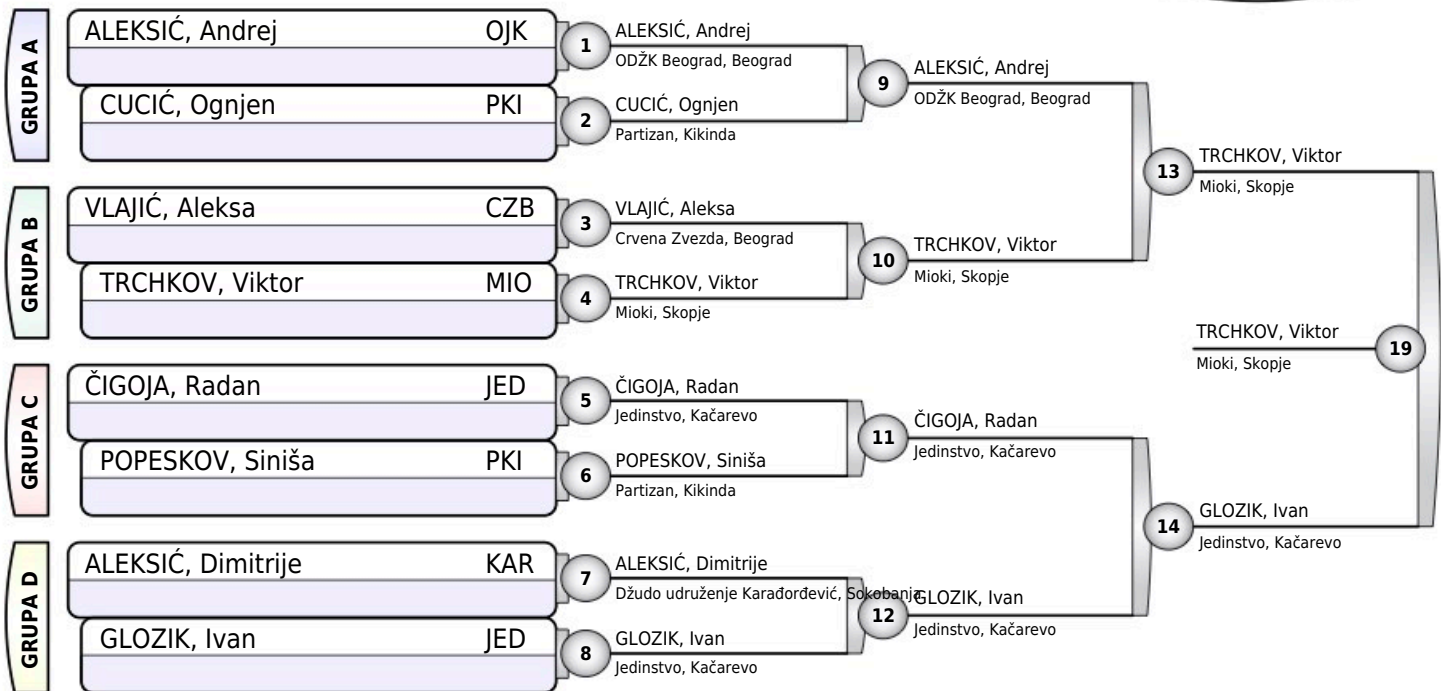 GRUPA A
ALEKSIĆ, Andrej OJK
CUCIĆ, Ognjen PKI
GRUPA B
VLAJIĆ, Aleksa CZB
TRCHKOV, Viktor MIO
GRUPA C
ČIGOJA, Radan JED
POPESKOV, Siniša PKI
GRUPA D
ALEKSIĆ, Dimitrije KAR
GLOZIK, Ivan JED
1
ALEKSIĆ, Andrej
ODŽK Beograd, Beograd
2
CUCIĆ, Ognjen
Partizan, Kikinda
3
VLAJIĆ, Aleksa
Crvena Zvezda, Beograd
4
TRCHKOV, Viktor
Mioki, Skopje
5
ČIGOJA, Radan
Jedinstvo, Kačarevo
6
POPESKOV, Siniša
Partizan, Kikinda
7
ALEKSIĆ, Dimitrije
Džudo udruženje Karađorđević, Sokobanja
8
GLOZIK, Ivan
Jedinstvo, Kačarevo
9
ALEKSIĆ, Andrej
ODŽK Beograd, Beograd
10
TRCHKOV, Viktor
Mioki, Skopje
11
ČIGOJA, Radan
Jedinstvo, Kačarevo
12
GLOZIK, Ivan
Jedinstvo, Kačarevo
13
TRCHKOV, Viktor
Mioki, Skopje
14
GLOZIK, Ivan
Jedinstvo, Kačarevo
TRCHKOV, Viktor
Mioki, Skopje
19